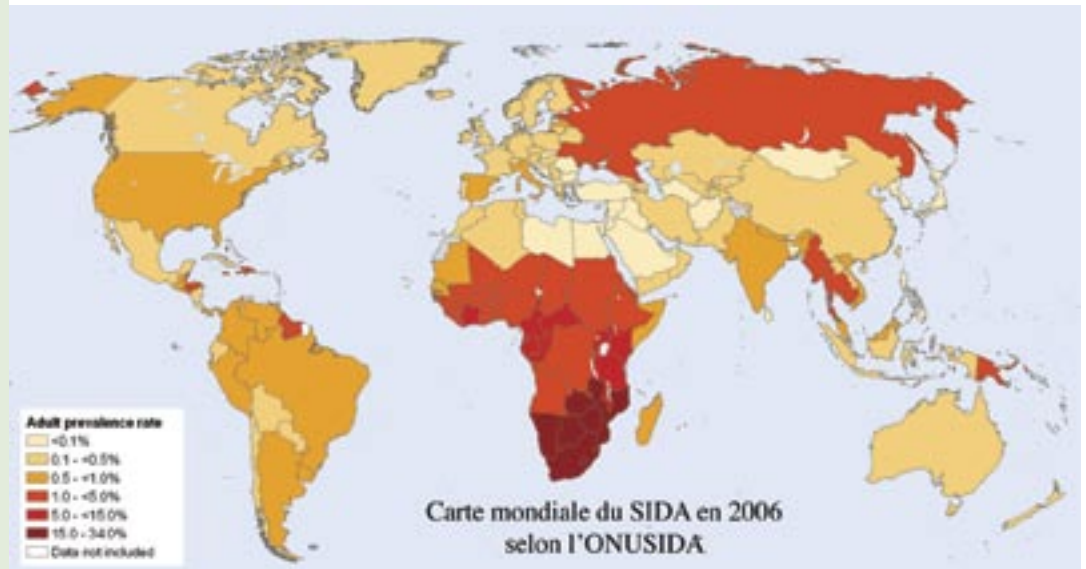 Adult prevalence rate
<0.1%
0.1 - <0.5%
0.5 - <1.0%
1.0 - <5.0%
5.0 - <15.0%
15.0 - 34.0%
Data not included
Carte mondiale du SIDA en 2006
selon l'ONUSIDA